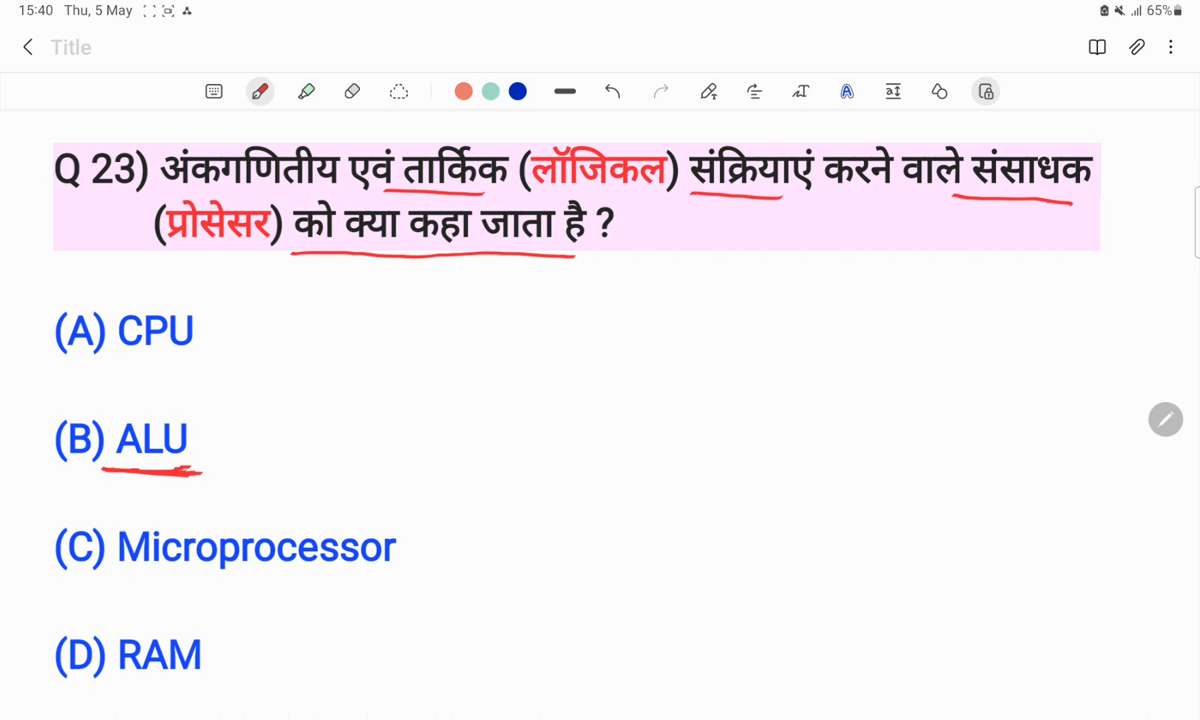 15:40 Thu, 5 May 65%
Title
Q 23) अंकगणितीय एवं तार्किक (लॉजिकल) संक्रियाएं करने वाले संसाधक
(प्रोसेसर) को क्या कहा जाता है ?
(A) CPU
(B) ALU
(C) Microprocessor
(D) RAM